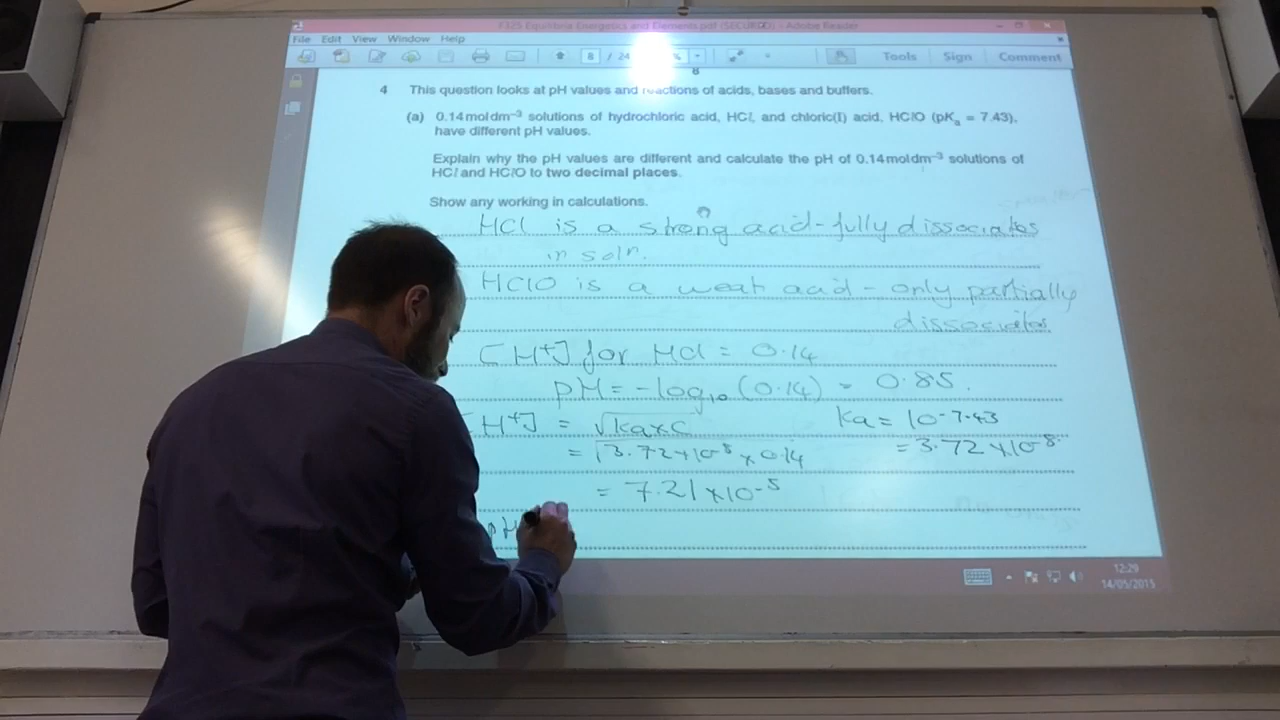 F325 Equilibria Energetics and Elements.pdf (SECURED) - Adobe Reader
File Edit View Window Help
8 / 24 % Tools Sign Comment
8
4 This question looks at pH values and reactions of acids, bases and buffers.
(a) 0.14 mol dm⁻³ solutions of hydrochloric acid, HCl, and chloric(I) acid, HClO (pKₐ = 7.43),
have different pH values.
Explain why the pH values are different and calculate the pH of 0.14 mol dm⁻³ solutions of
HCl and HClO to two decimal places.
Show any working in calculations.
HCl is a strong acid - fully dissociates
in soln.
HClO is a weak acid - only partially
dissociates
[H⁺] for HCl = 0.14
pH = -log₁₀ (0.14) = 0.85.
[H⁺] = √Ka×C Ka = 10⁻⁷·⁴³
= √3.72×10⁻⁸ × 0.14 = 3.72×10⁻⁸
= 7.21×10⁻⁵
pH
12:29
14/05/2015